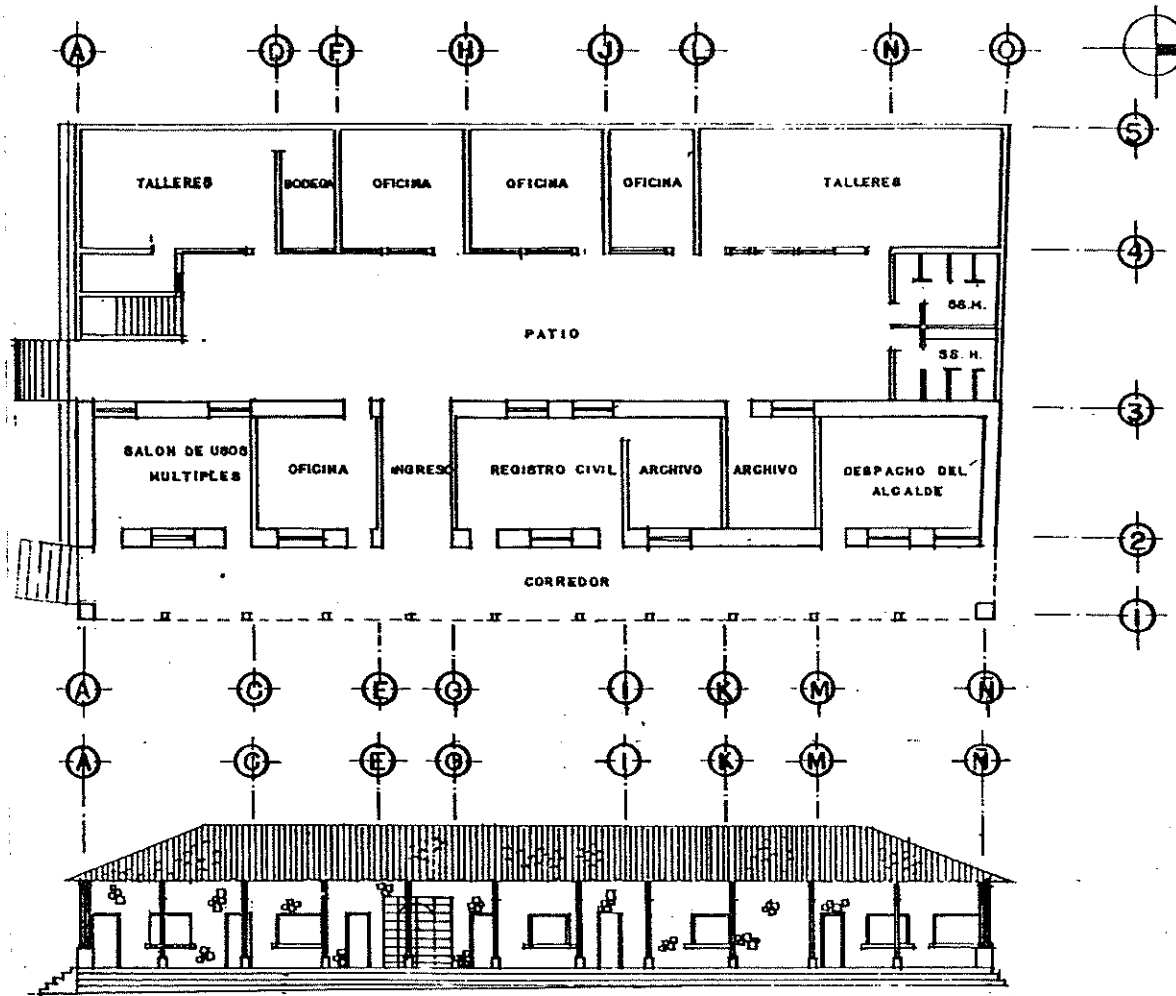 A D F H J L N O
5
TALLERES BODEGA OFICINA OFICINA OFICINA TALLERES
4
SS.H.
PATIO
SS.H.
3
SALON DE USOS
MULTIPLES
OFICINA INGRESO REGISTRO CIVIL ARCHIVO ARCHIVO
DESPACHO DEL
ALCALDE
2
CORREDOR
1
A C E G I K M Ñ
A C E G I K M Ñ